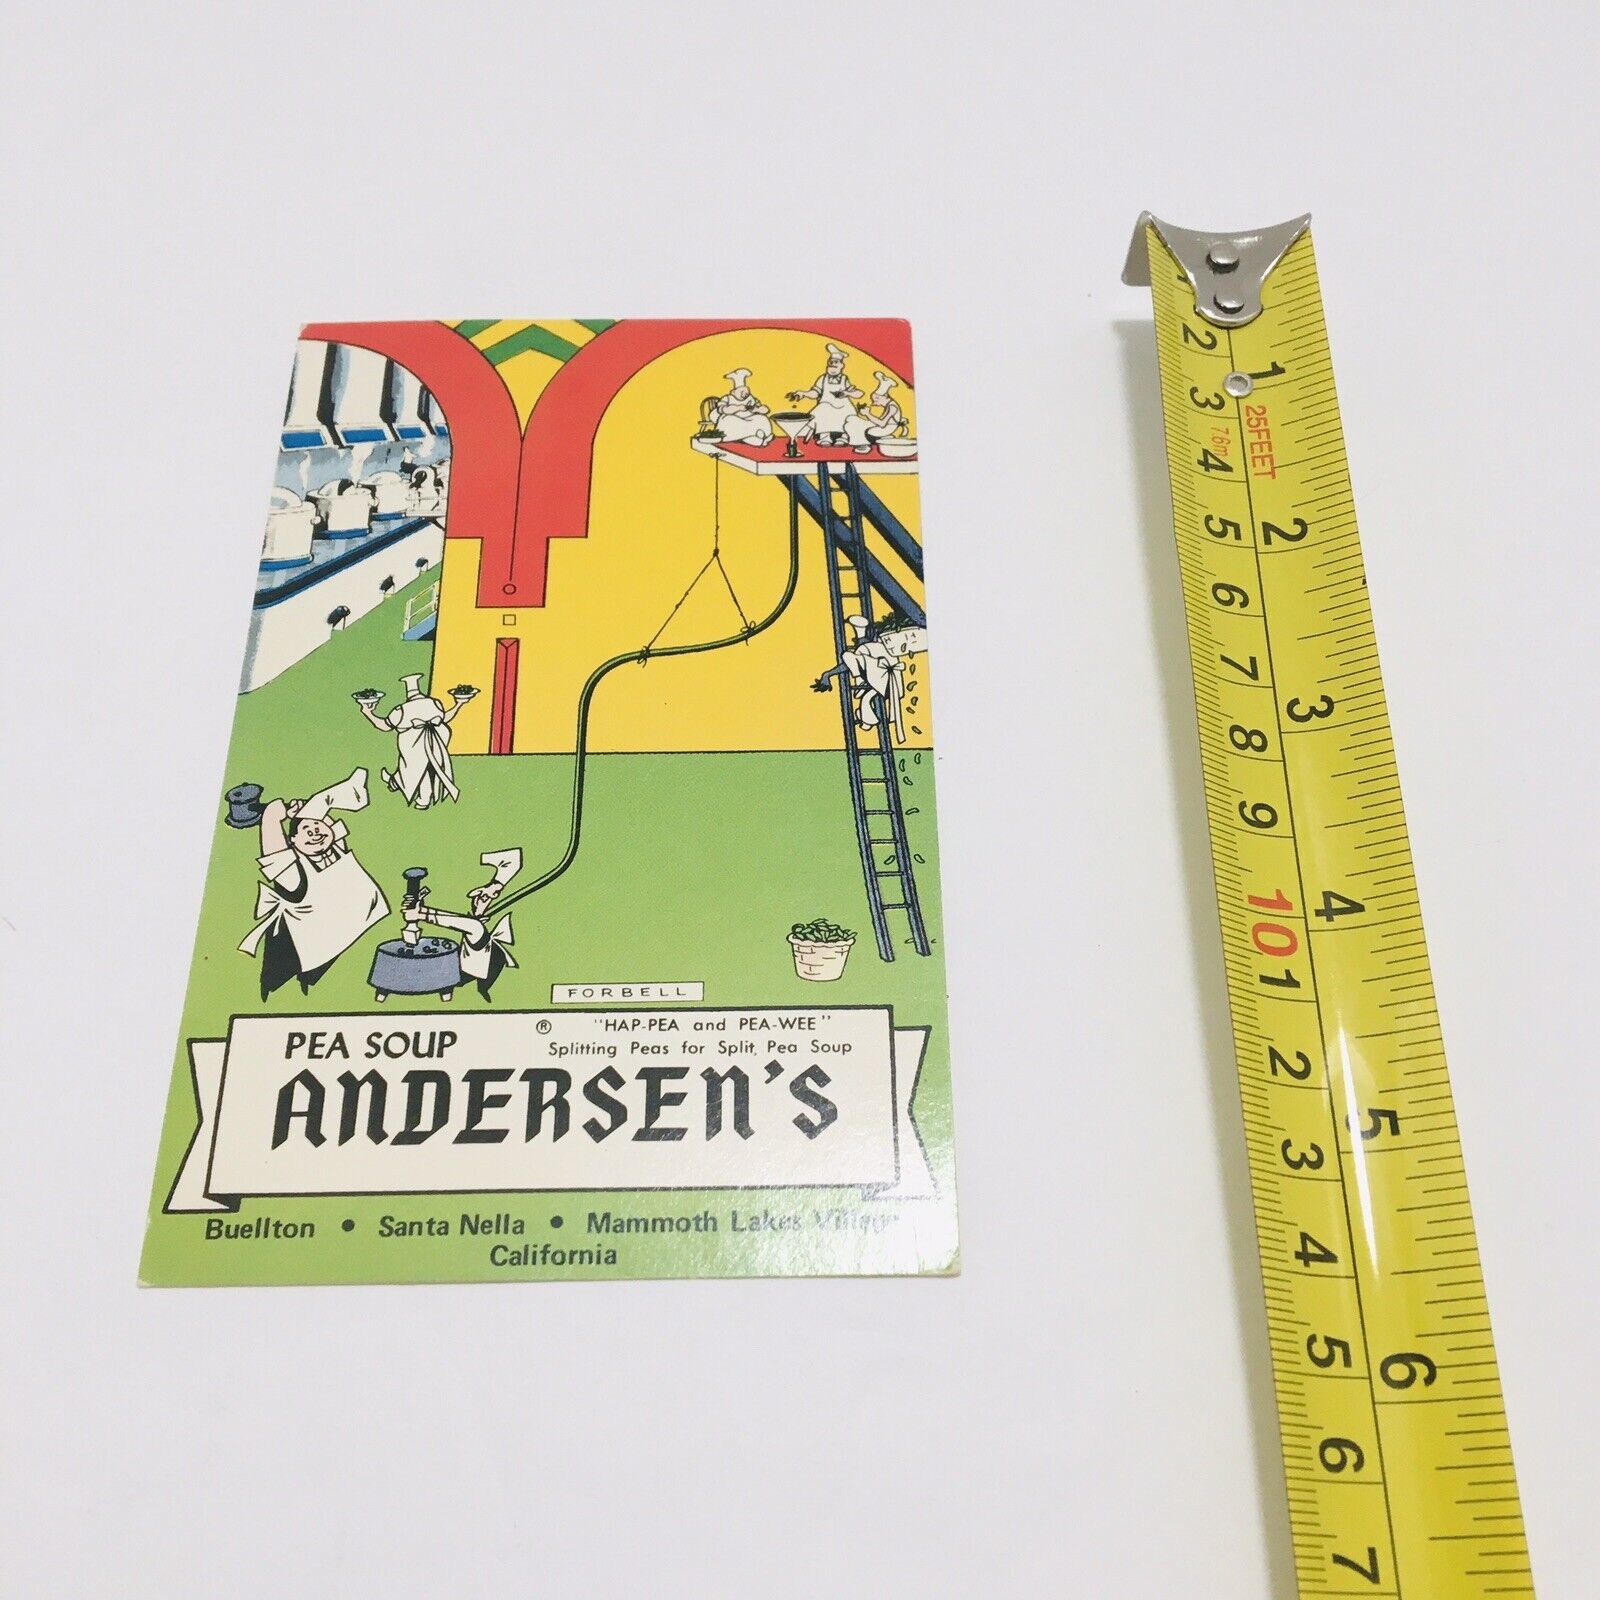 FORBELL
PEA SOUP ® "HAP-PEA and PEA-WEE"
Splitting Peas for Split Pea Soup
ANDERSEN'S
Buellton • Santa Nella • Mammoth Lakes Village
California
1
2
3
4
5
6
7
8
9
10
1
2
3
4
5
6
7
25FEET
7.6m
1
2
3
4
5
6